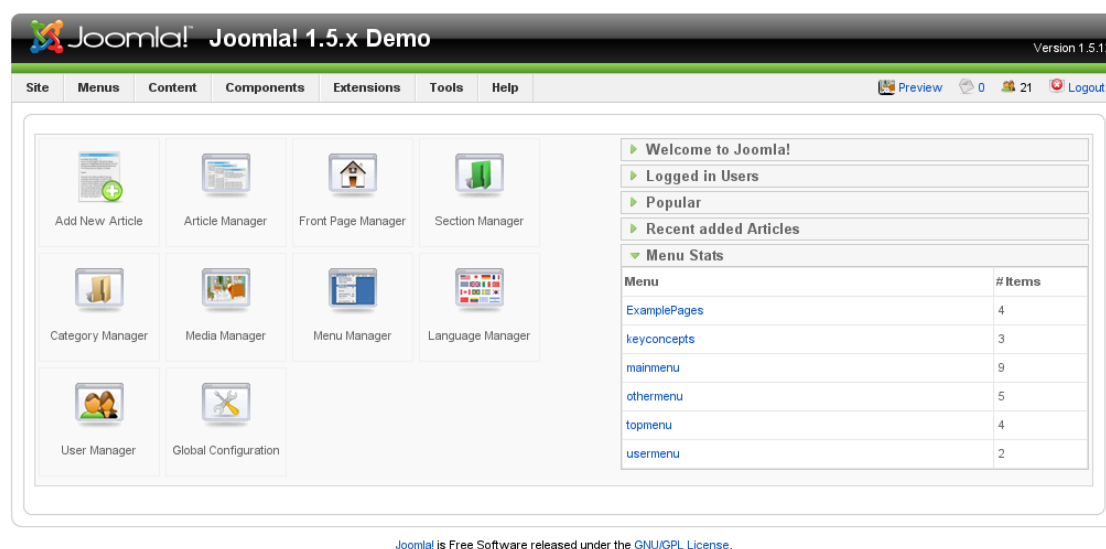 Joomla! Joomla! 1.5.x Demo
Version 1.5.1
Site Menus Content Components Extensions Tools Help Preview 0 21 Logout
Add New Article Article Manager Front Page Manager Section Manager
Category Manager Media Manager Menu Manager Language Manager
User Manager Global Configuration
Welcome to Joomla!
Logged in Users
Popular
Recent added Articles
Menu Stats
Menu # Items
ExamplePages 4
keyconcepts 3
mainmenu 9
othermenu 5
topmenu 4
usermenu 2
Joomla! is Free Software released under the GNU/GPL License.